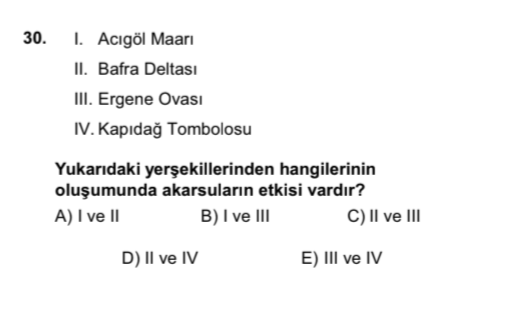 30. I. Acıgöl Maarı
II. Bafra Deltası
III. Ergene Ovası
IV. Kapıdağ Tombolosu
Yukarıdaki yerşekillerinden hangilerinin
oluşumunda akarsuların etkisi vardır?
A) I ve II B) I ve III C) II ve III
D) II ve IV E) III ve IV